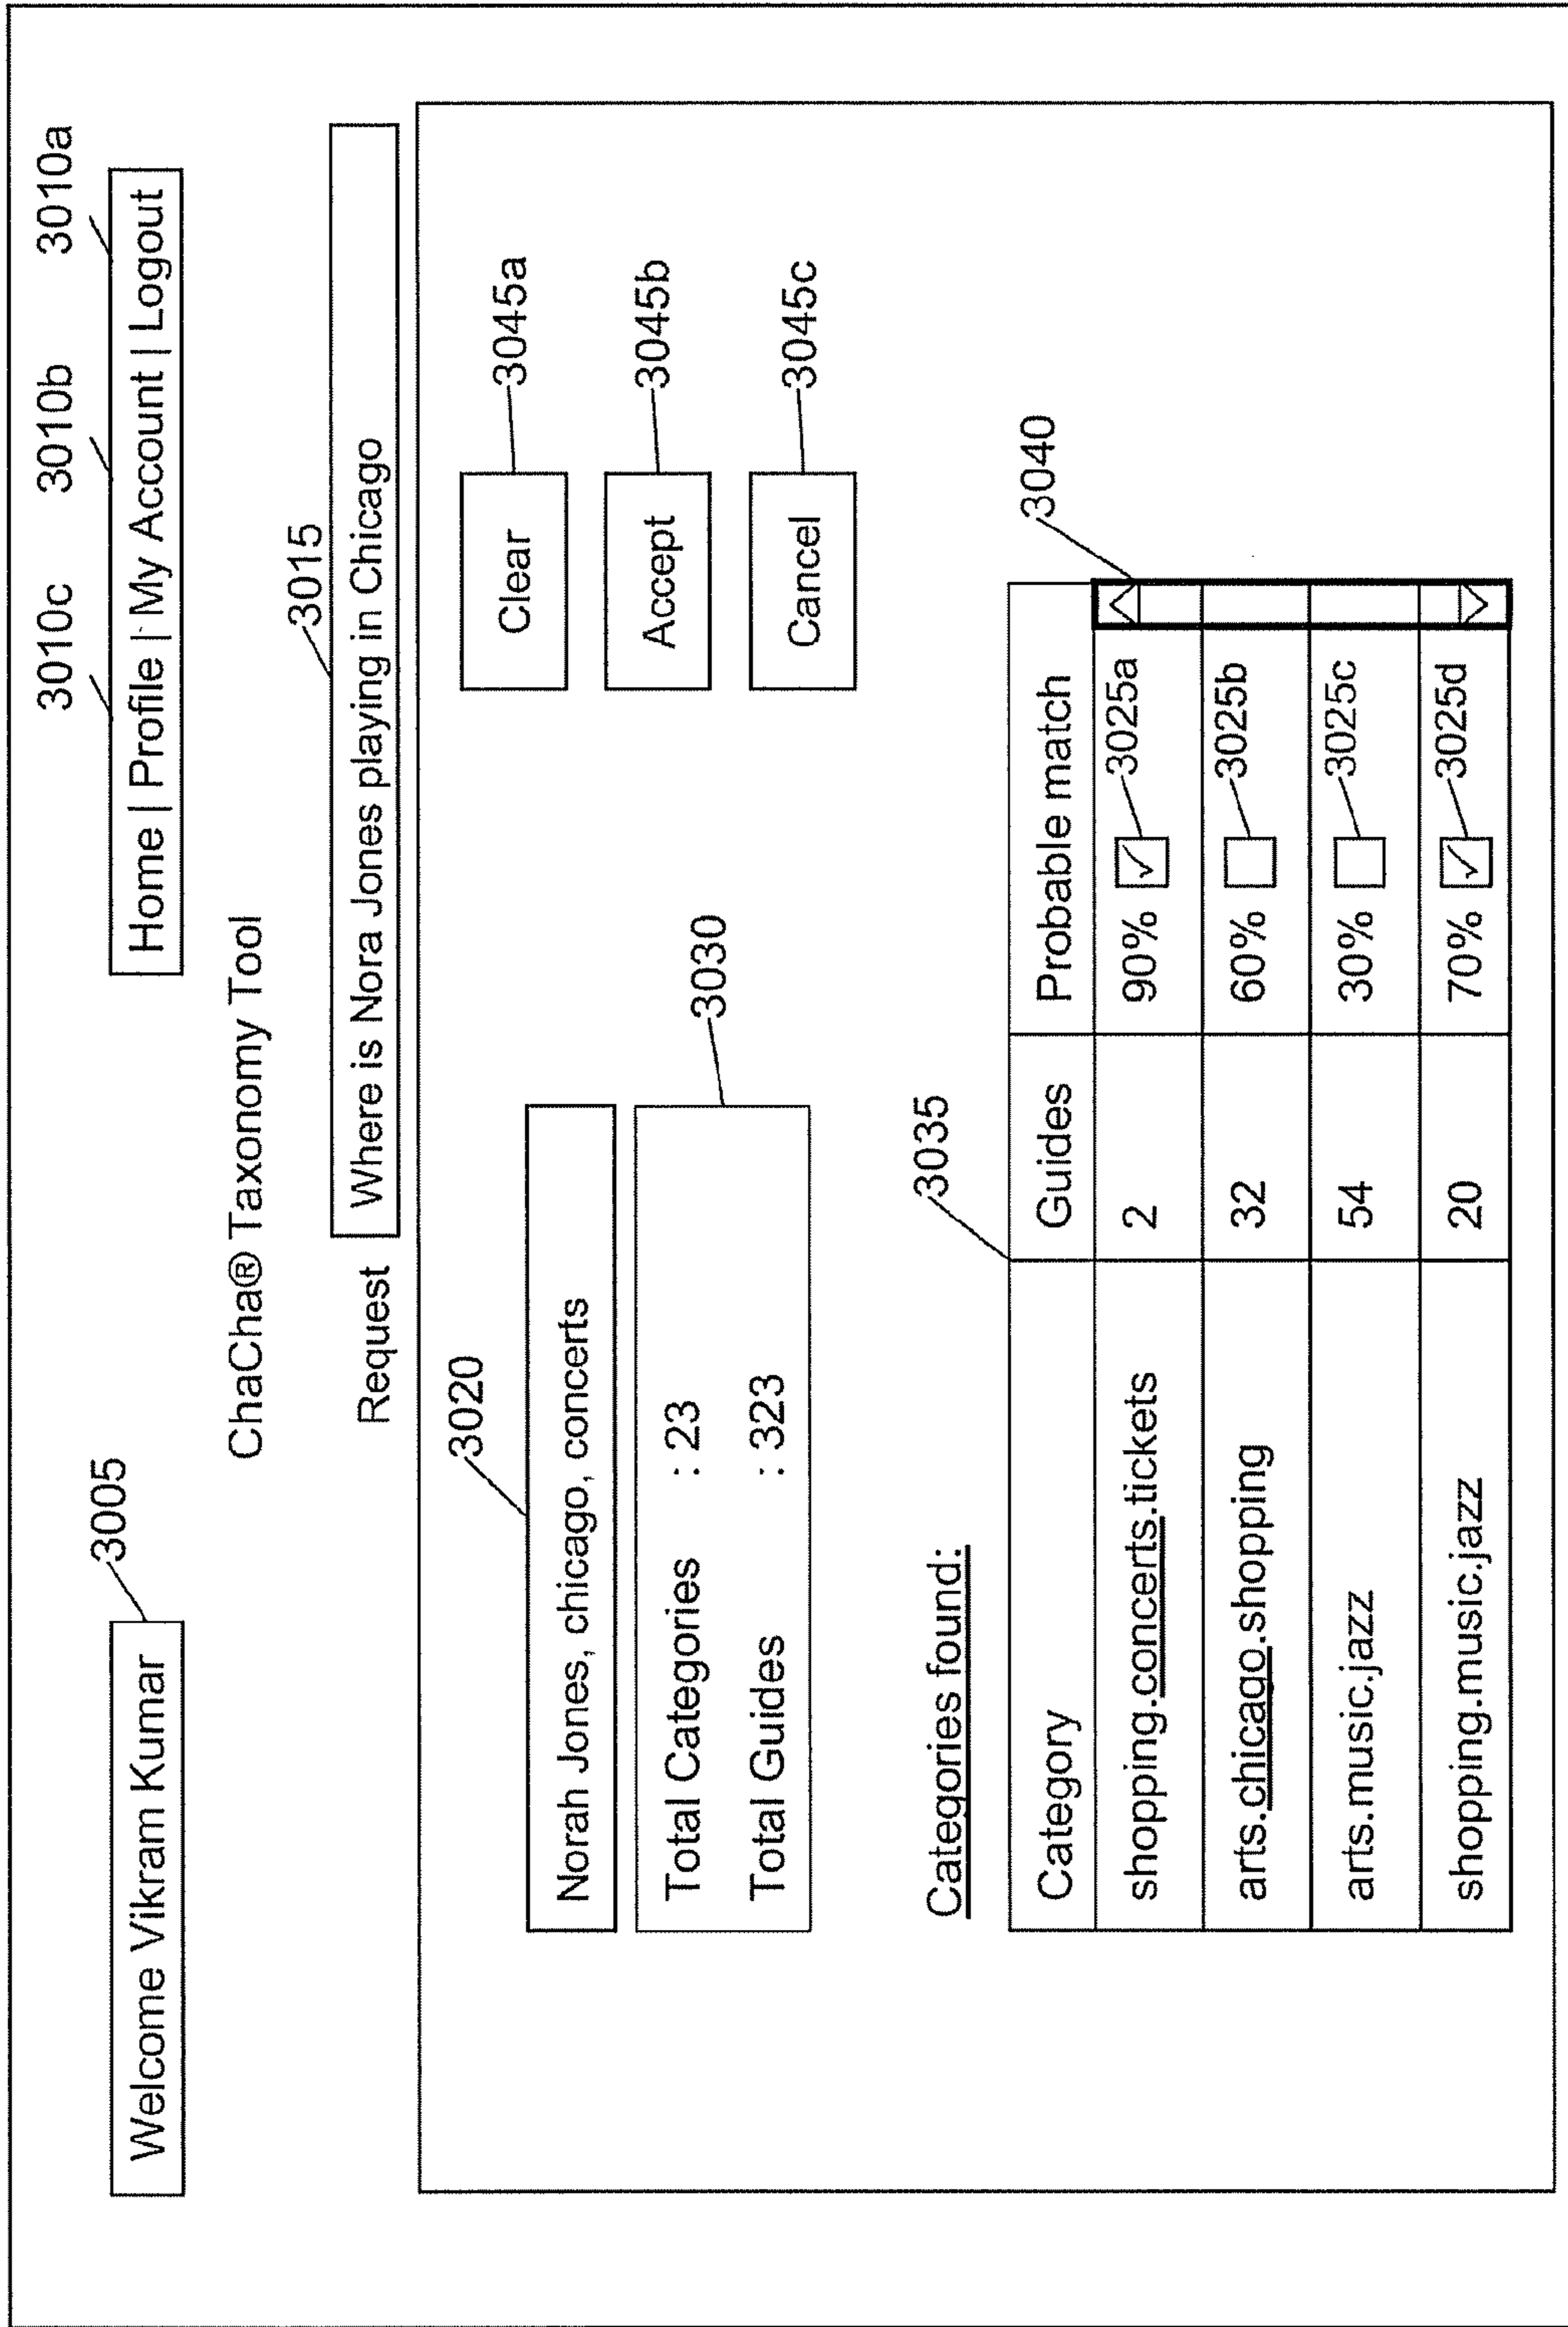 3010c 3010b 3010a
3005
Welcome Vikram Kumar
Home | Profile | My Account | Logout
ChaCha® Taxonomy Tool
3015
Request
Where is Nora Jones playing in Chicago
3020
Norah Jones, chicago, concerts
3030
Total Categories : 23
Total Guides : 323
Clear 3045a
Accept 3045b
Cancel 3045c
Categories found:
3035
3040
Category Guides Probable match
shopping.concerts.tickets 2 90% ✓ 3025a
arts.chicago.shopping 32 60% 3025b
arts.music.jazz 54 30% 3025c
shopping.music.jazz 20 70% ✓ 3025d